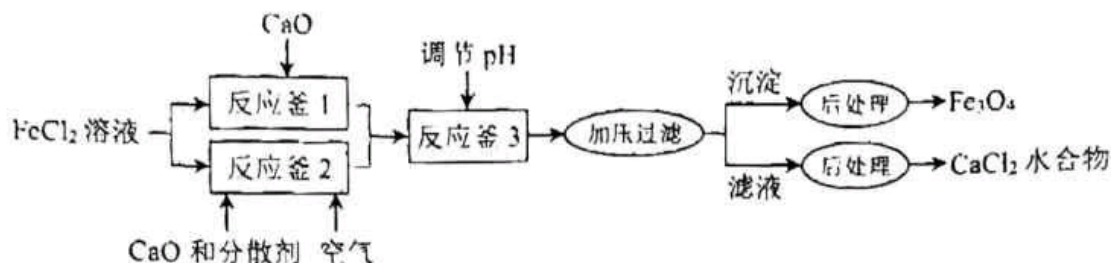 CaO
调节 pH
反应釜 1
沉淀
后处理
Fe₃O₄
FeCl₂ 溶液
反应釜 3
加压过滤
反应釜 2
滤液
后处理
CaCl₂ 水合物
CaO 和分散剂 空气